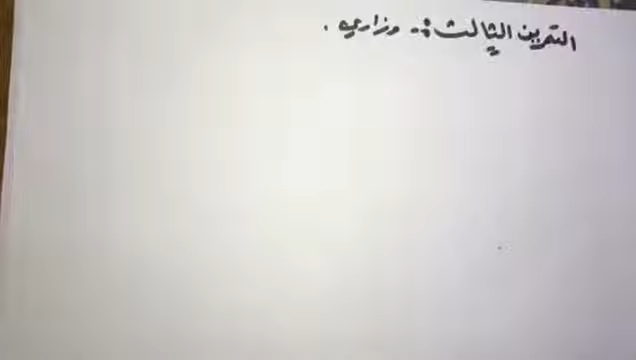 التمرين الثالث :- وزاري .